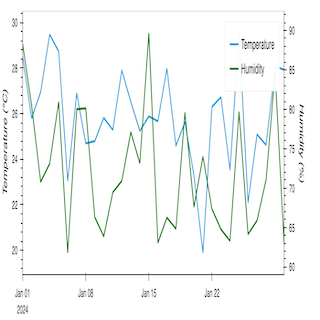 Temperature
Humidity
30
28
26
24
22
20
Temperature (°C)
90
85
80
75
70
65
60
Humidity (%)
Jan 01
2024
Jan 08
Jan 15
Jan 22